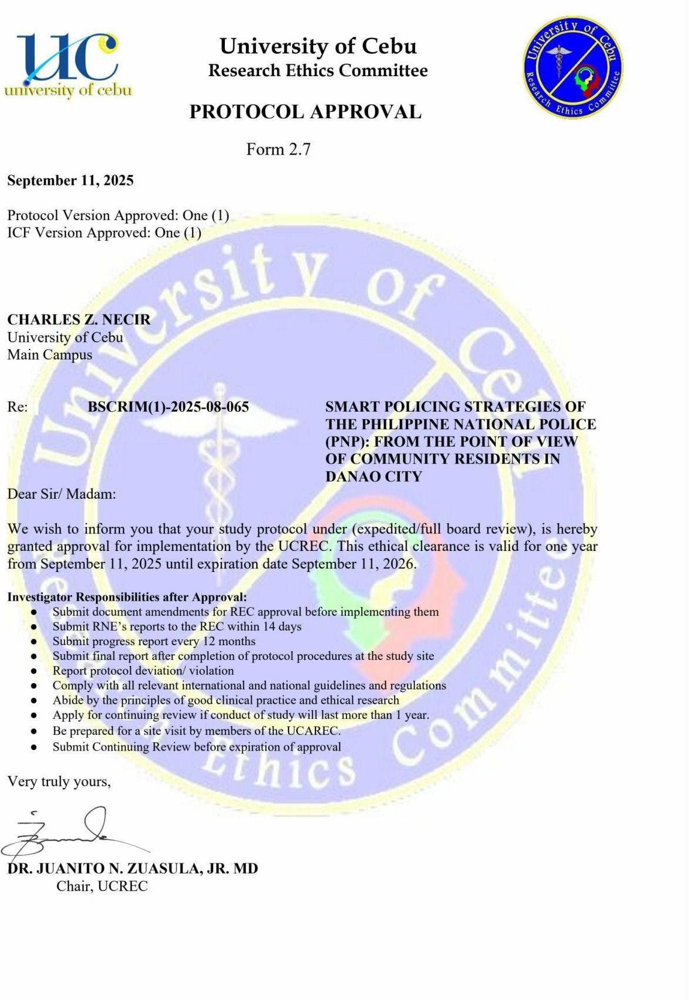 UC
university of cebu
University of Cebu
Research Ethics Committee
University of Cebu
Research Ethics Committee
PROTOCOL APPROVAL
Form 2.7
September 11, 2025
Protocol Version Approved: One (1)
ICF Version Approved: One (1)
CHARLES Z. NECIR
University of Cebu
Main Campus
Re: BSCRIM(1)-2025-08-065 SMART POLICING STRATEGIES OF
THE PHILIPPINE NATIONAL POLICE
(PNP): FROM THE POINT OF VIEW
OF COMMUNITY RESIDENTS IN
DANAO CITY
Dear Sir/ Madam:
We wish to inform you that your study protocol under (expedited/full board review), is hereby
granted approval for implementation by the UCREC. This ethical clearance is valid for one year
from September 11, 2025 until expiration date September 11, 2026.
Investigator Responsibilities after Approval:
● Submit document amendments for REC approval before implementing them
● Submit RNE’s reports to the REC within 14 days
● Submit progress report every 12 months
● Submit final report after completion of protocol procedures at the study site
● Report protocol deviation/ violation
● Comply with all relevant international and national guidelines and regulations
● Abide by the principles of good clinical practice and ethical research
● Apply for continuing review if conduct of study will last more than 1 year.
● Be prepared for a site visit by members of the UCAREC.
● Submit Continuing Review before expiration of approval
Very truly yours,
DR. JUANITO N. ZUASULA, JR. MD
Chair, UCREC
University of Cebu
Research Ethics Committee